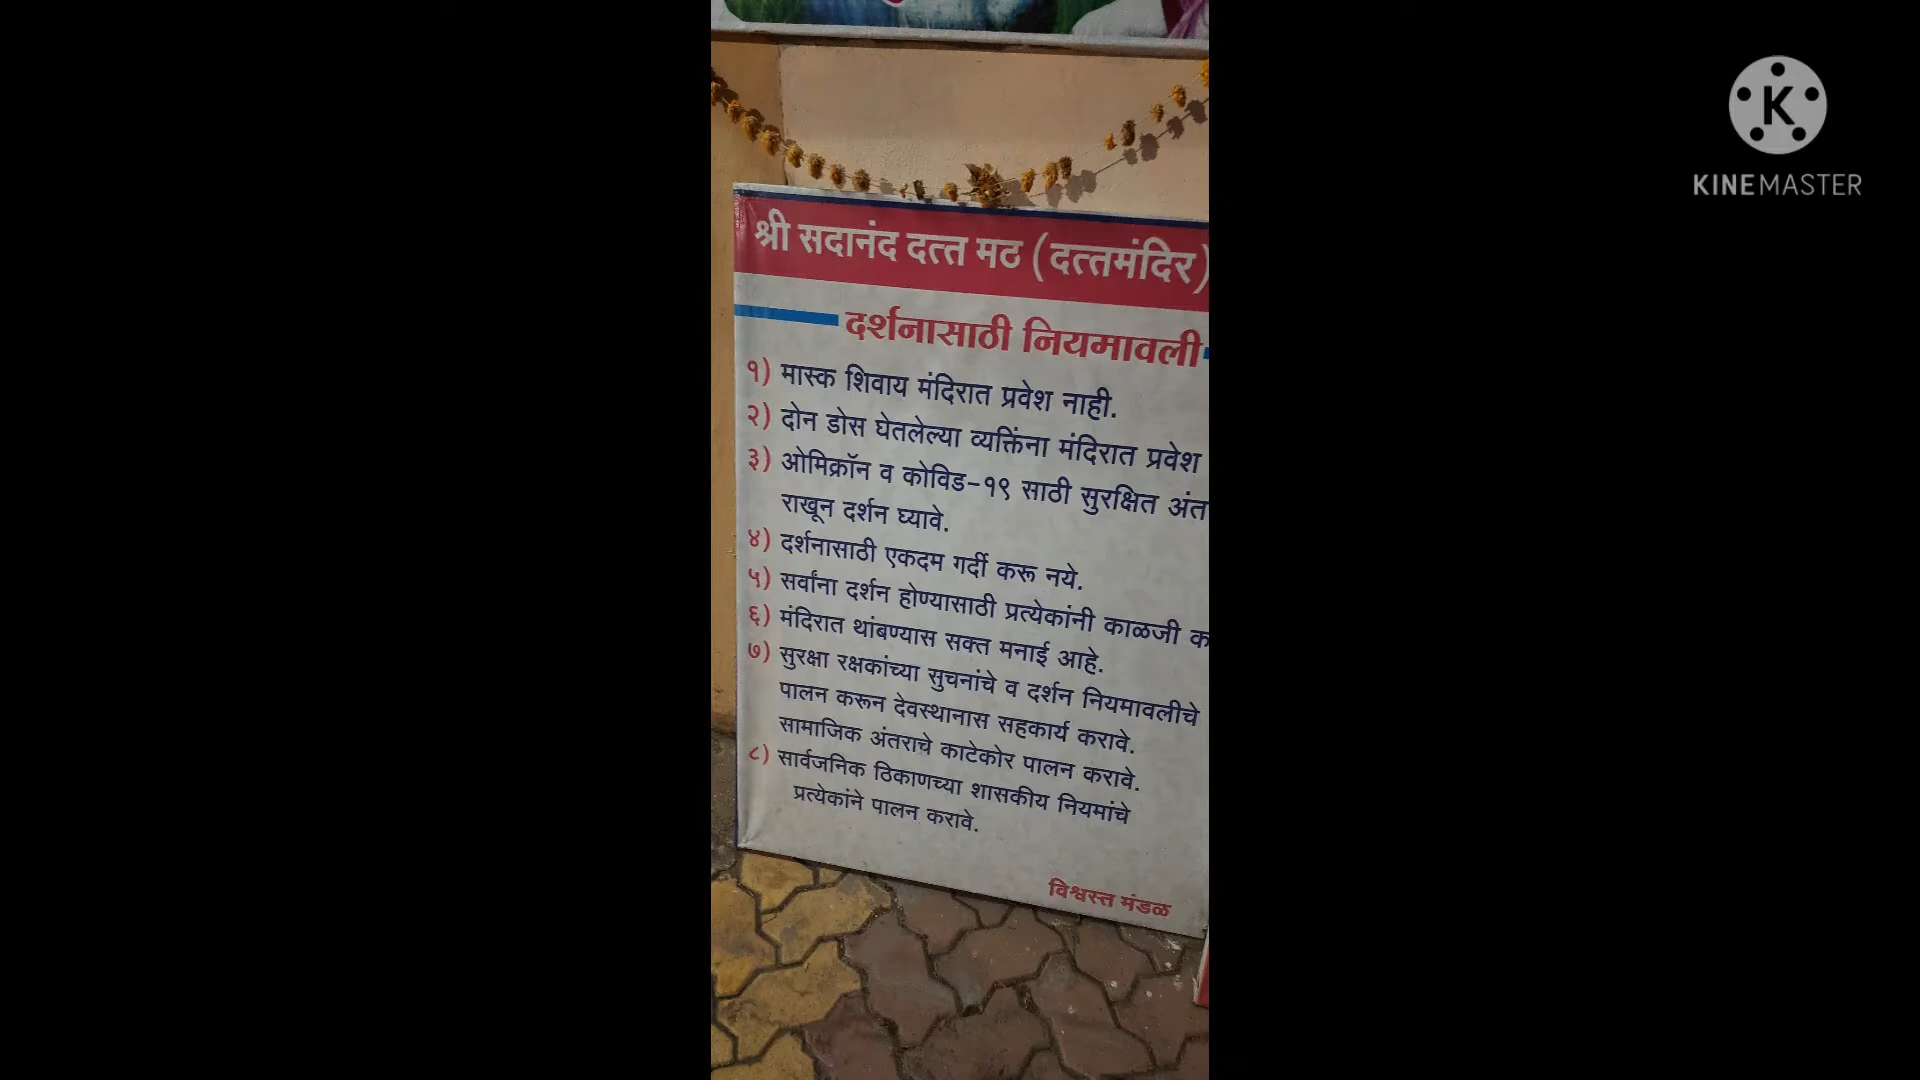 श्री सदानंद दत्त मठ (दत्तमंदिर)
दर्शनासाठी नियमावली
१) मास्क शिवाय मंदिरात प्रवेश नाही.
२) दोन डोस घेतलेल्या व्यक्तिंना मंदिरात प्रवेश
३) ओमिक्रॉन व कोविड-१९ साठी सुरक्षित अंत
राखून दर्शन घ्यावे.
४) दर्शनासाठी एकदम गर्दी करू नये.
५) सर्वांना दर्शन होण्यासाठी प्रत्येकांनी काळजी क
६) मंदिरात थांबण्यास सक्त मनाई आहे.
७) सुरक्षा रक्षकांच्या सुचनांचे व दर्शन नियमावलीचे
पालन करून देवस्थानास सहकार्य करावे.
सामाजिक अंतराचे काटेकोर पालन करावे.
८) सार्वजनिक ठिकाणच्या शासकीय नियमांचे
प्रत्येकांने पालन करावे.
विश्वस्त मंडळ
KINEMASTER